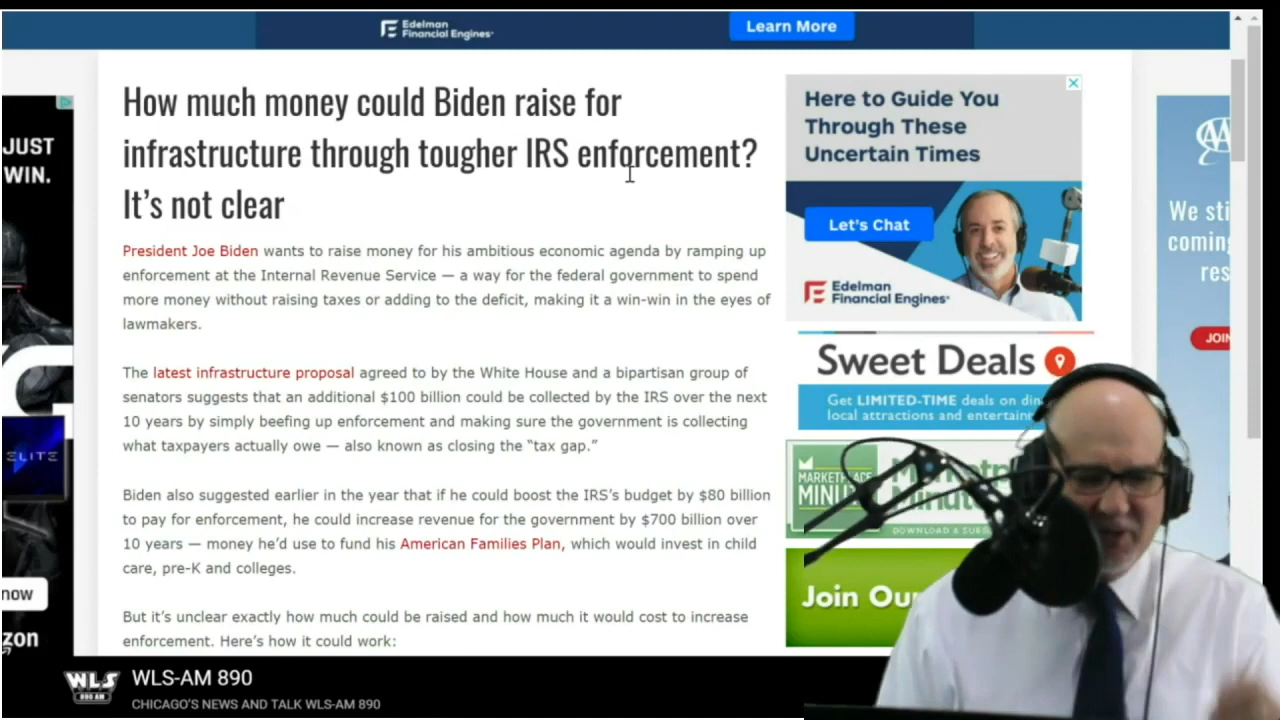 Edelman
Financial Engines
Learn More
How much money could Biden raise for
infrastructure through tougher IRS enforcement?
It's not clear
President Joe Biden wants to raise money for his ambitious economic agenda by ramping up
enforcement at the Internal Revenue Service — a way for the federal government to spend
more money without raising taxes or adding to the deficit, making it a win-win in the eyes of
lawmakers.
The latest infrastructure proposal agreed to by the White House and a bipartisan group of
senators suggests that an additional $100 billion could be collected by the IRS over the next
10 years by simply beefing up enforcement and making sure the government is collecting
what taxpayers actually owe — also known as closing the “tax gap.”
Biden also suggested earlier in the year that if he could boost the IRS's budget by $80 billion
to pay for enforcement, he could increase revenue for the government by $700 billion over
10 years — money he'd use to fund his American Families Plan, which would invest in child
care, pre-K and colleges.
But it's unclear exactly how much could be raised and how much it would cost to increase
enforcement. Here's how it could work:
JUST
WIN.
ELITE
now
zon
Here to Guide You
Through These
Uncertain Times
Let's Chat
Edelman
Financial Engines
Sweet Deals
Get LIMITED-TIME deals on
local attractions and
MARKETPLACE
DOWNLOAD &
Join
We
coming
WLS
890 AM
WLS-AM 890
CHICAGO'S NEWS AND TALK WLS-AM 890